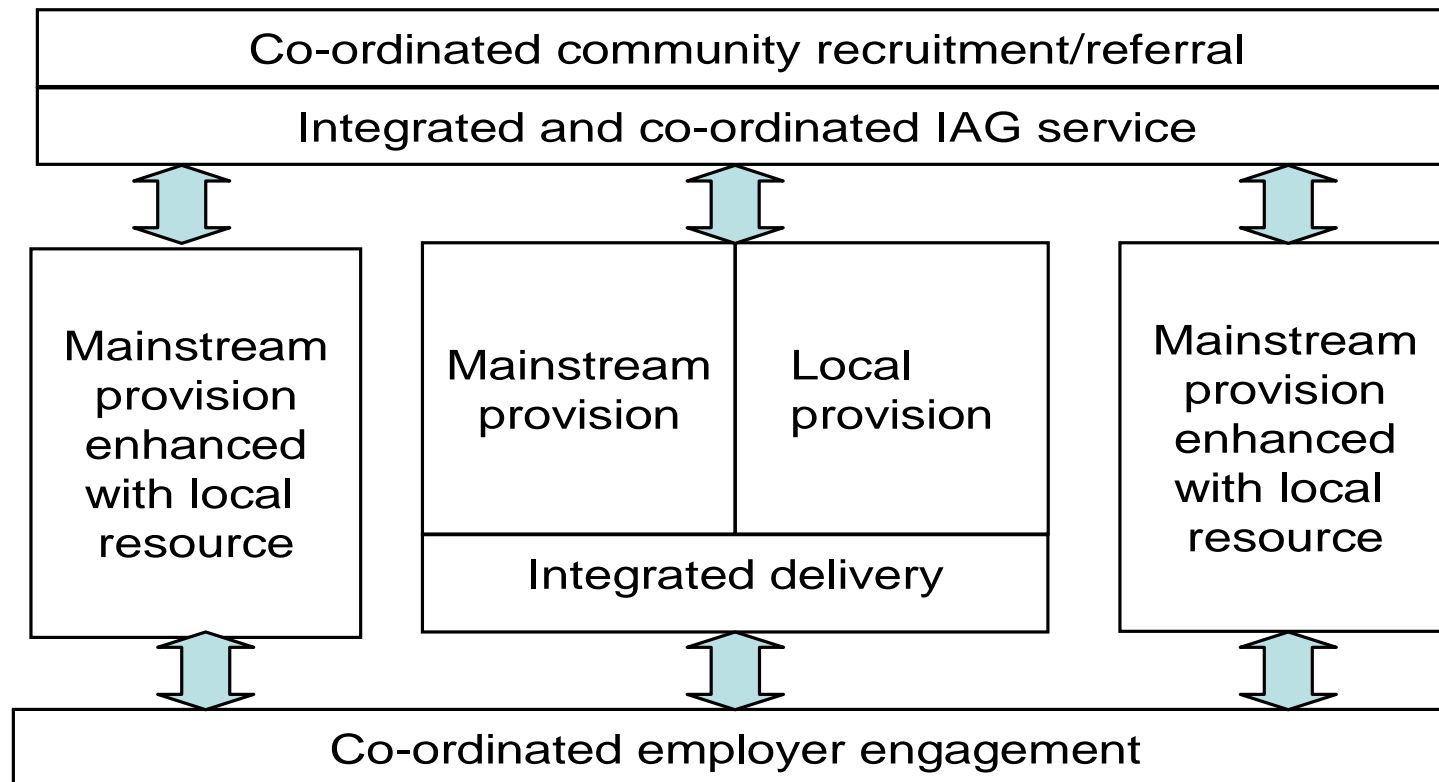 Co-ordinated community recruitment/referral
Integrated and co-ordinated IAG service
Mainstream
provision
enhanced
with local
resource
Mainstream
provision
Local
provision
Integrated delivery
Mainstream
provision
enhanced
with local
resource
Co-ordinated employer engagement